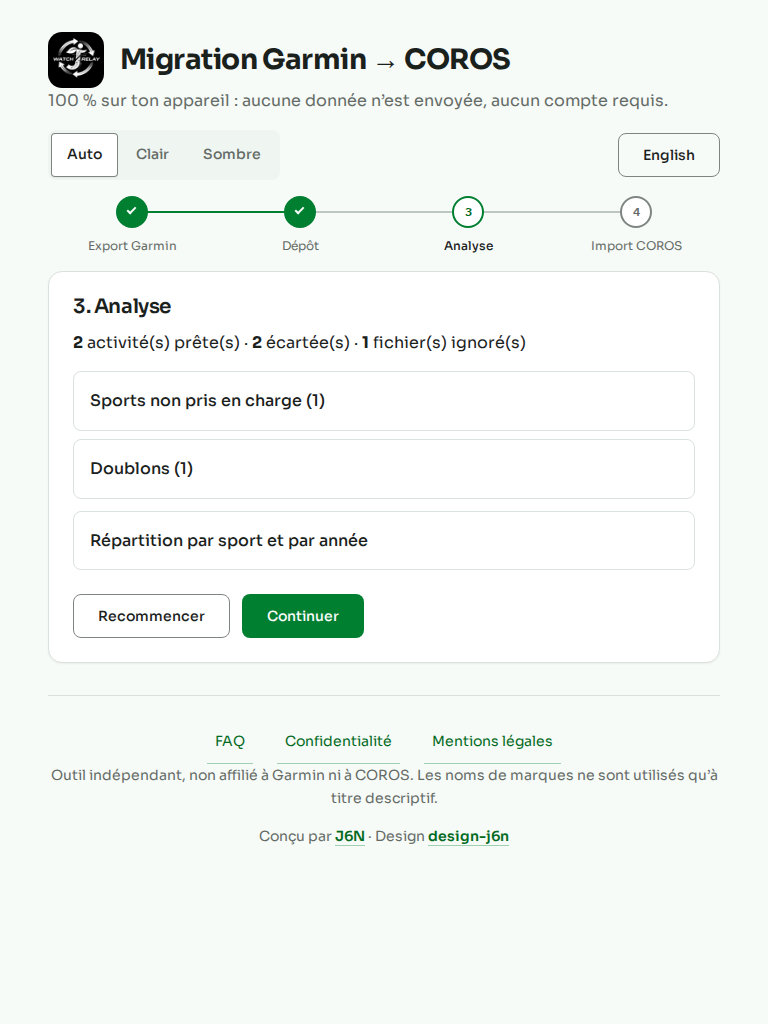 WATCH RELAY
Migration Garmin → COROS
100 % sur ton appareil : aucune donnée n’est envoyée, aucun compte requis.
Auto Clair Sombre English
3 4
Export Garmin Dépôt Analyse Import COROS
3. Analyse
2 activité(s) prête(s) · 2 écartée(s) · 1 fichier(s) ignoré(s)
Sports non pris en charge (1)
Doublons (1)
Répartition par sport et par année
Recommencer Continuer
FAQ Confidentialité Mentions légales
Outil indépendant, non affilié à Garmin ni à COROS. Les noms de marques ne sont utilisés qu’à
titre descriptif.
Conçu par J6N · Design design-j6n